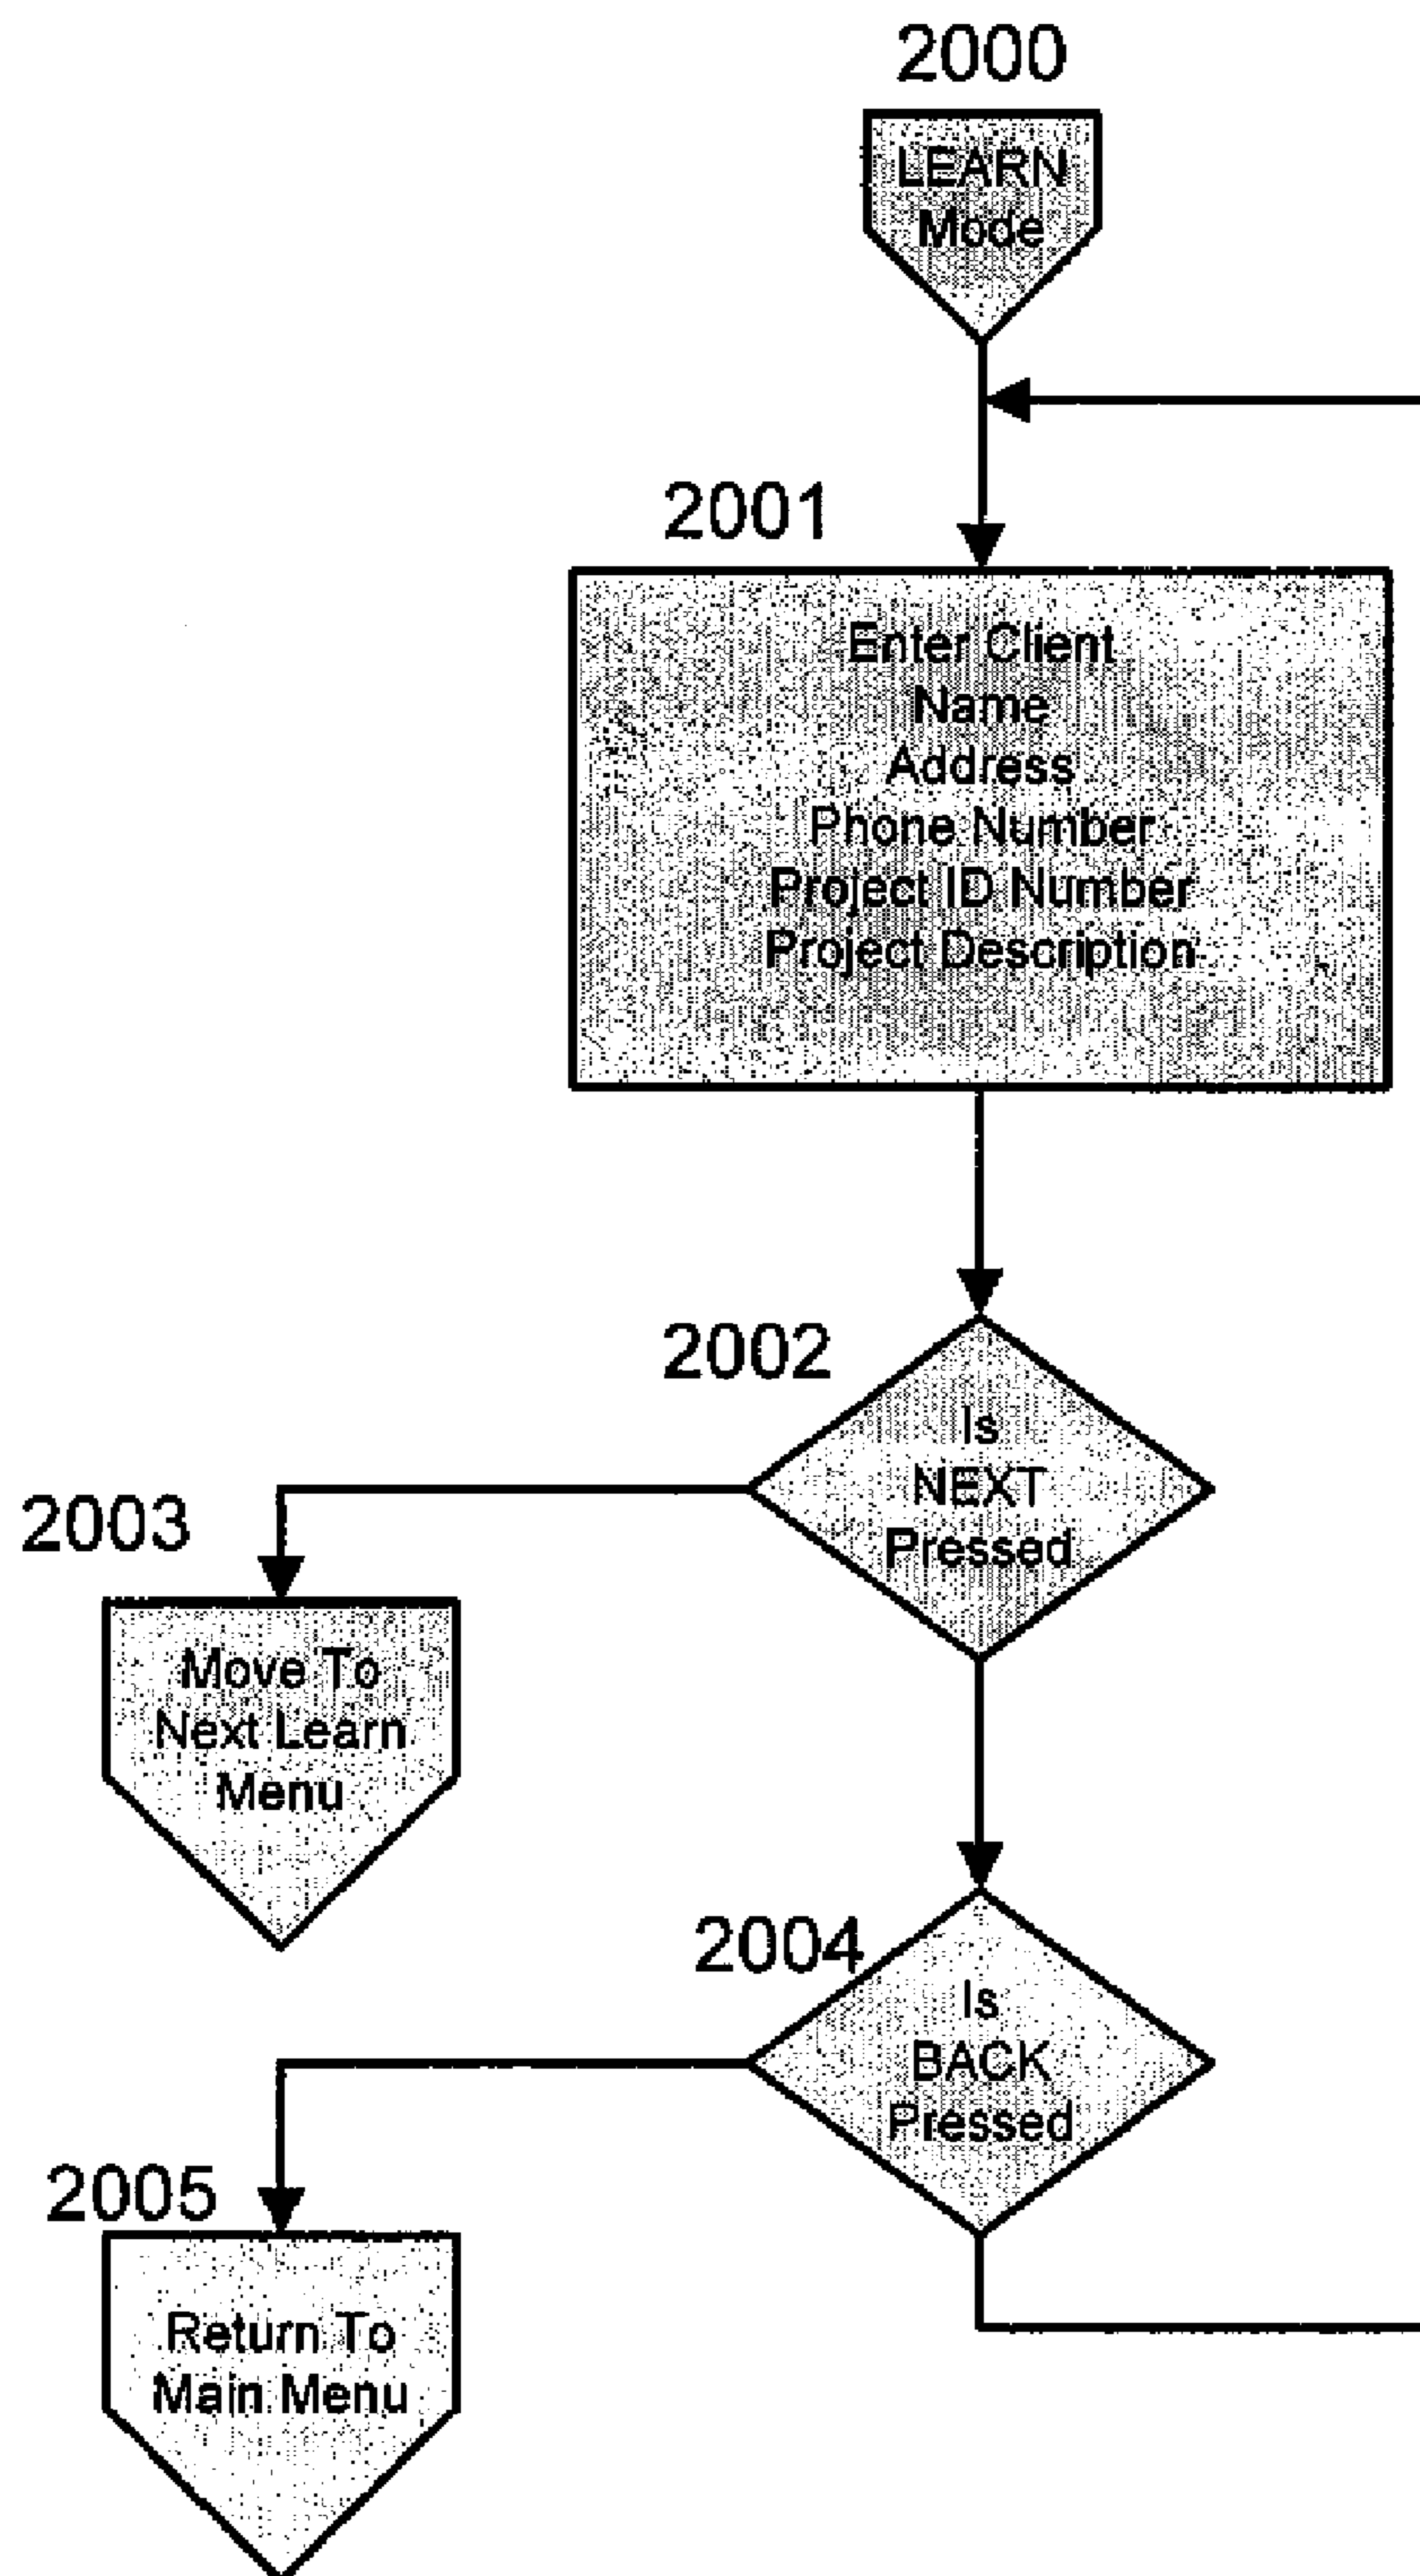 2000
LEARN
Mode
2001
Enter Client
Name
Address
Phone Number
Project ID Number
Project Description
2002
Is
NEXT
Pressed
2003
Move To
Next Learn
Menu
2004
Is
BACK
Pressed
2005
Return To
Main Menu